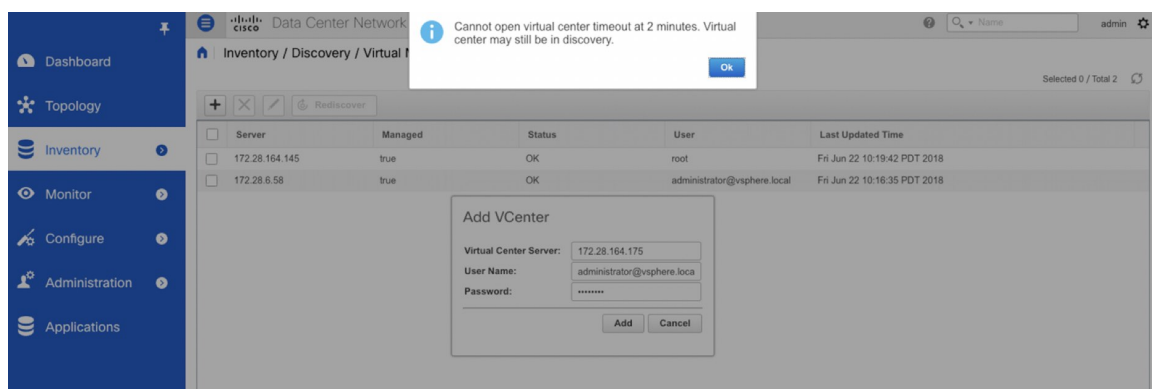 CISCO Data Center Network
Cannot open virtual center timeout at 2 minutes. Virtual
center may still be in discovery.
Ok
Name
admin
Inventory / Discovery / Virtual
Selected 0 / Total 2
Dashboard
Topology
Inventory
Monitor
Configure
Administration
Applications
Rediscover
Server Managed Status User Last Updated Time
172.28.164.145 true OK root Fri Jun 22 10:19:42 PDT 2018
172.28.6.58 true OK administrator@vsphere.local Fri Jun 22 10:16:35 PDT 2018
Add VCenter
Virtual Center Server: 172.28.164.175
User Name: administrator@vsphere.loca
Password: ••••••••
Add Cancel